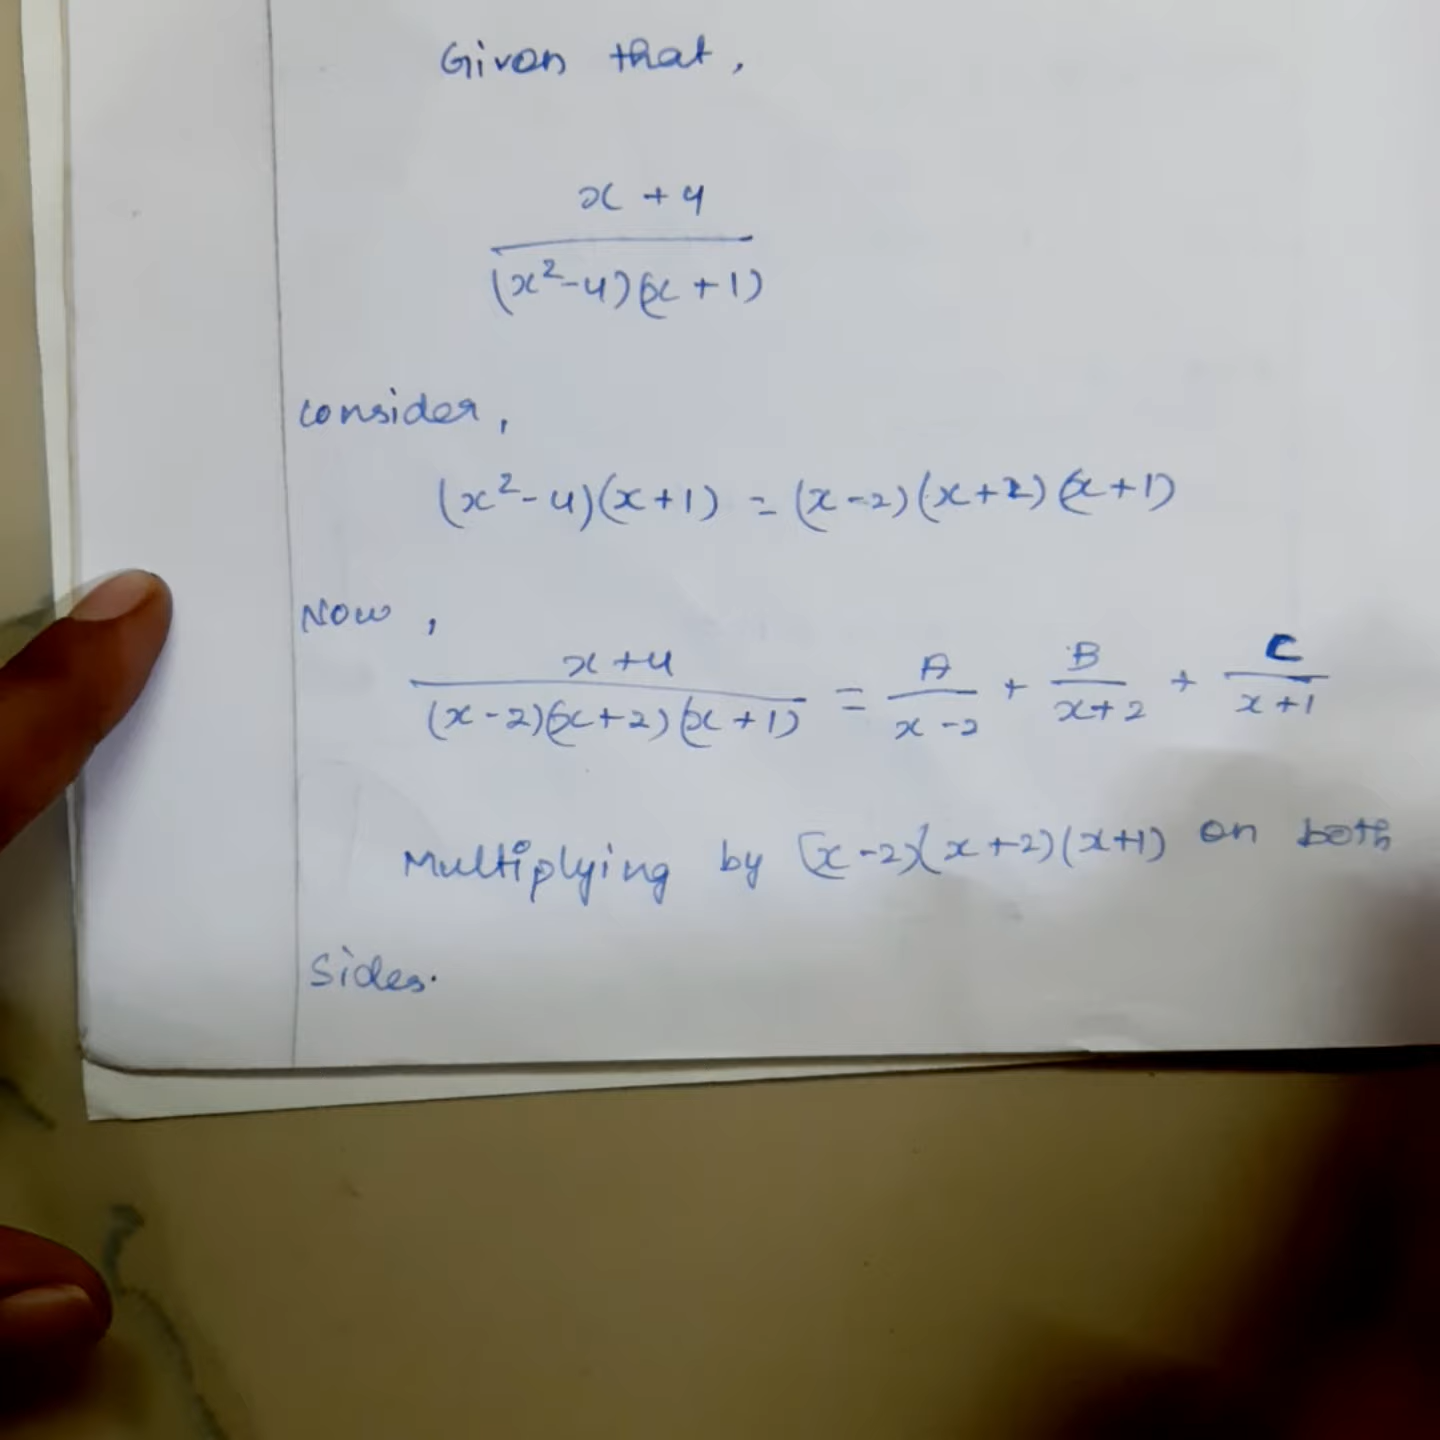 Given that,
x + 4
(x²-4)(x+1)
consider,
(x²-4)(x+1) = (x-2)(x+2)(x+1)
Now,
x+4 / (x-2)(x+2)(x+1) = A / x-2 + B / x+2 + C / x+1
Multiplying by (x-2)(x+2)(x+1) on both
Sides.